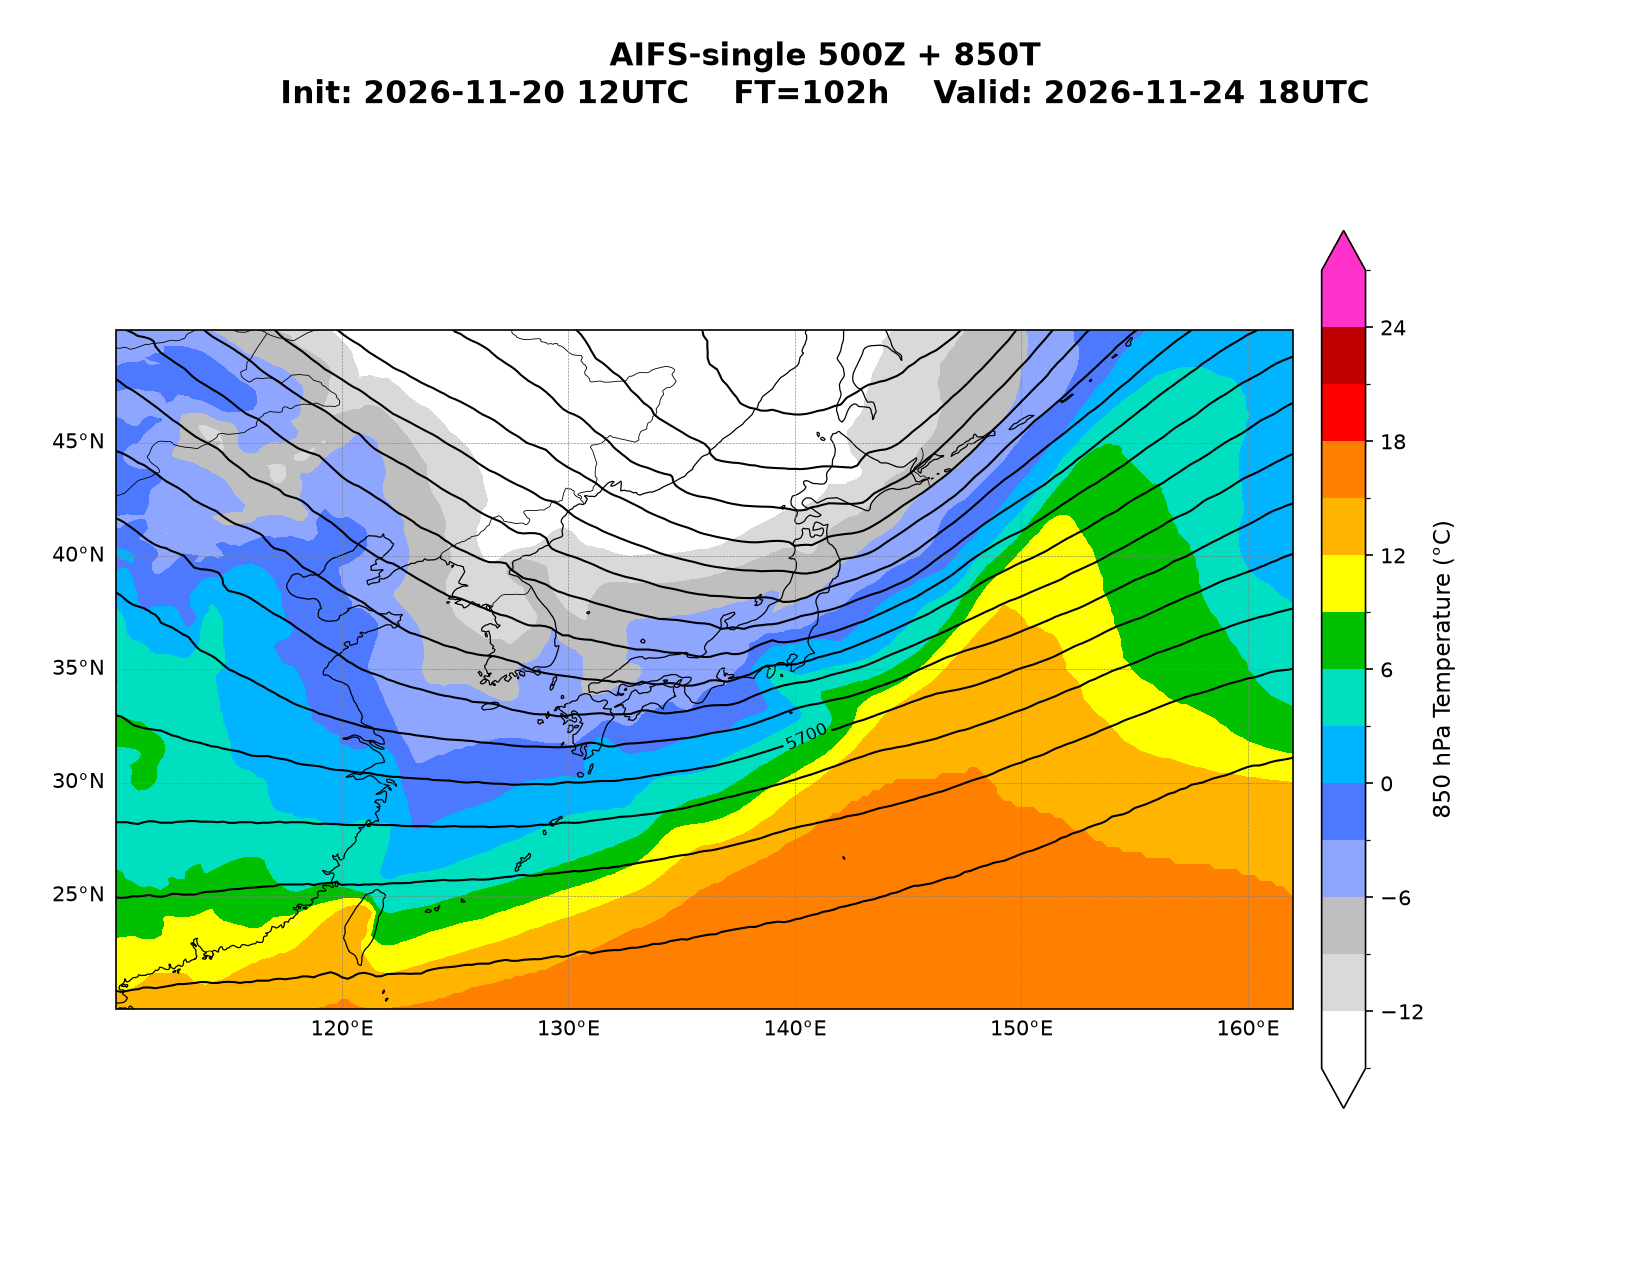 AIFS-single 500Z + 850T
Init: 2026-11-20 12UTC    FT=102h    Valid: 2026-11-24 18UTC
45°N
40°N
35°N
30°N
25°N
120°E
130°E
140°E
150°E
160°E
5700
24
18
12
6
0
−6
−12
850 hPa Temperature (°C)